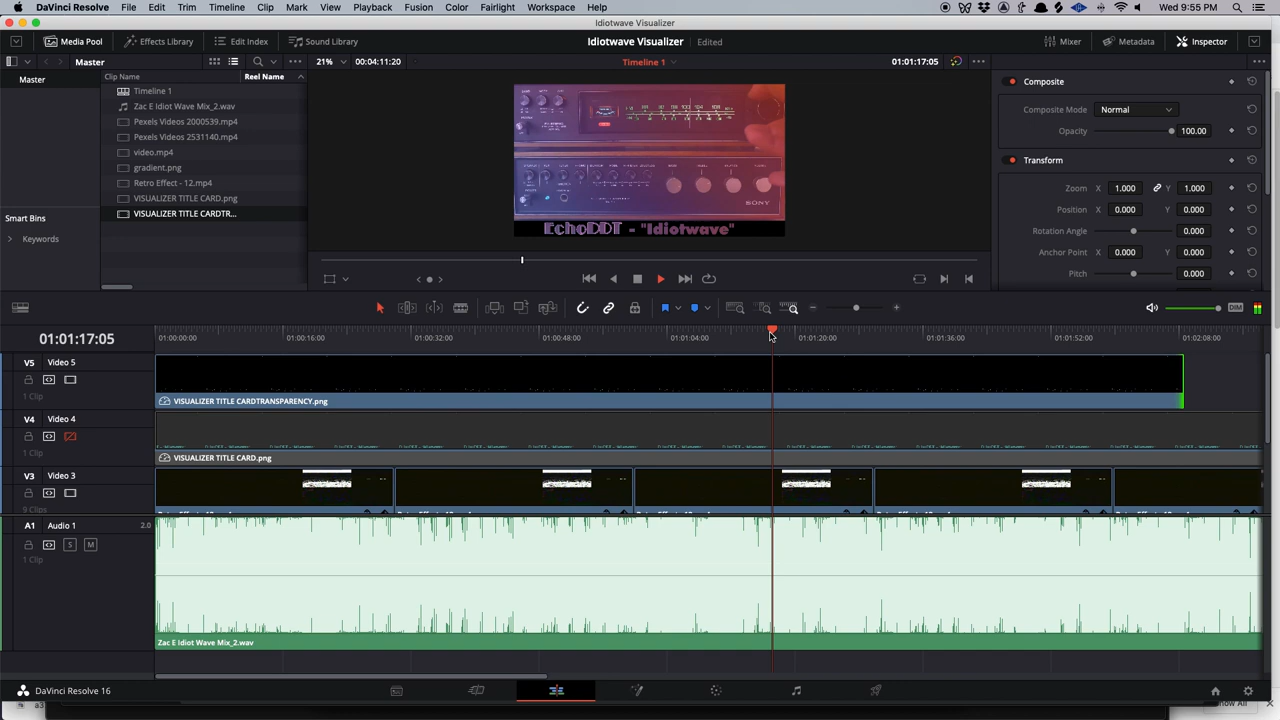 DaVinci Resolve File Edit Trim Timeline Clip Mark View Playback Fusion Color Fairlight Workspace Help Wed 9:55 PM
Idiotwave Visualizer
Media Pool Effects Library Edit Index Sound Library Idiotwave Visualizer Edited Mixer Metadata Inspector
Master 21% 00:04:11:20 Timeline 1 01:01:17:05
Master
Clip Name Reel Name
Timeline 1
Zac E Idiot Wave Mix_2.wav
Pexels Videos 2000539.mp4
Pexels Videos 2531140.mp4
video.mp4
gradient.png
Retro Effect - 12.mp4
VISUALIZER TITLE CARD.png
VISUALIZER TITLE CARDTR...
Smart Bins
Keywords
SONY
EchoDDT - "Idiotwave"
Composite
Composite Mode Normal
Opacity 100.00
Transform
Zoom X 1.000 Y 1.000
Position X 0.000 Y 0.000
Rotation Angle 0.000
Anchor Point X 0.000 Y 0.000
Pitch 0.000
DIM
01:01:17:05 01:00:00:00 01:00:16:00 01:00:32:00 01:00:48:00 01:01:04:00 01:01:20:00 01:01:36:00 01:01:52:00 01:02:08:00
V5 Video 5
1 Clip
VISUALIZER TITLE CARDTRANSPARENCY.png
V4 Video 4
1 Clip
VISUALIZER TITLE CARD.png
V3 Video 3
9 Clips
A1 Audio 1 2.0
S M
1 Clip
Zac E Idiot Wave Mix_2.wav
DaVinci Resolve 16